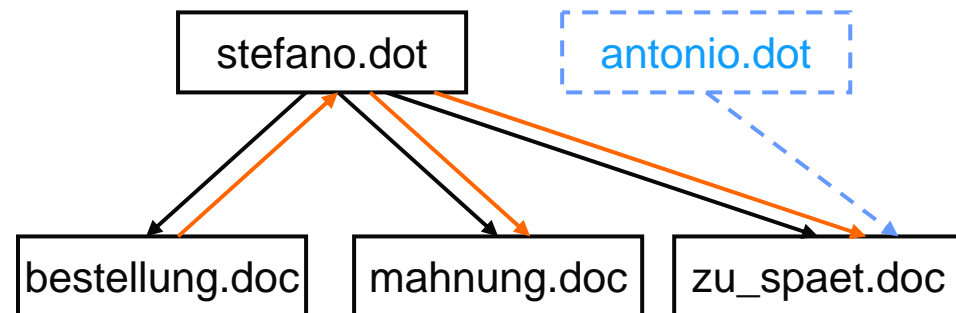 stefano.dot
antonio.dot
bestellung.doc
mahnung.doc
zu_spaet.doc